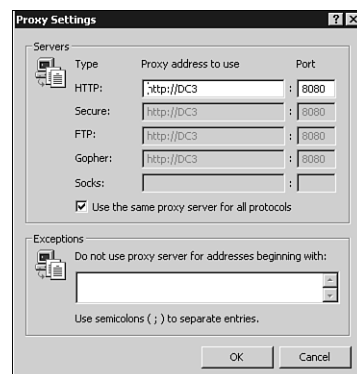 Proxy Settings
Servers
Type Proxy address to use Port
HTTP: http://DC3 : 8080
Secure: http://DC3 : 8080
FTP: http://DC3 : 8080
Gopher: http://DC3 : 8080
Socks: :
Use the same proxy server for all protocols
Exceptions
Do not use proxy server for addresses beginning with:
Use semicolons ( ; ) to separate entries.
OK Cancel